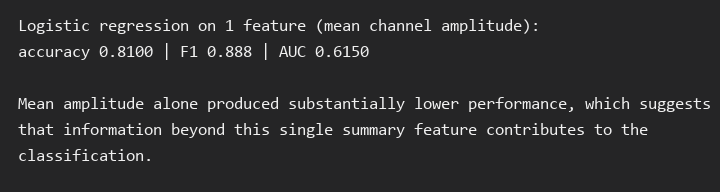 Logistic regression on 1 feature (mean channel amplitude):
accuracy 0.8100 | F1 0.888 | AUC 0.6150
Mean amplitude alone produced substantially lower performance, which suggests
that information beyond this single summary feature contributes to the
classification.